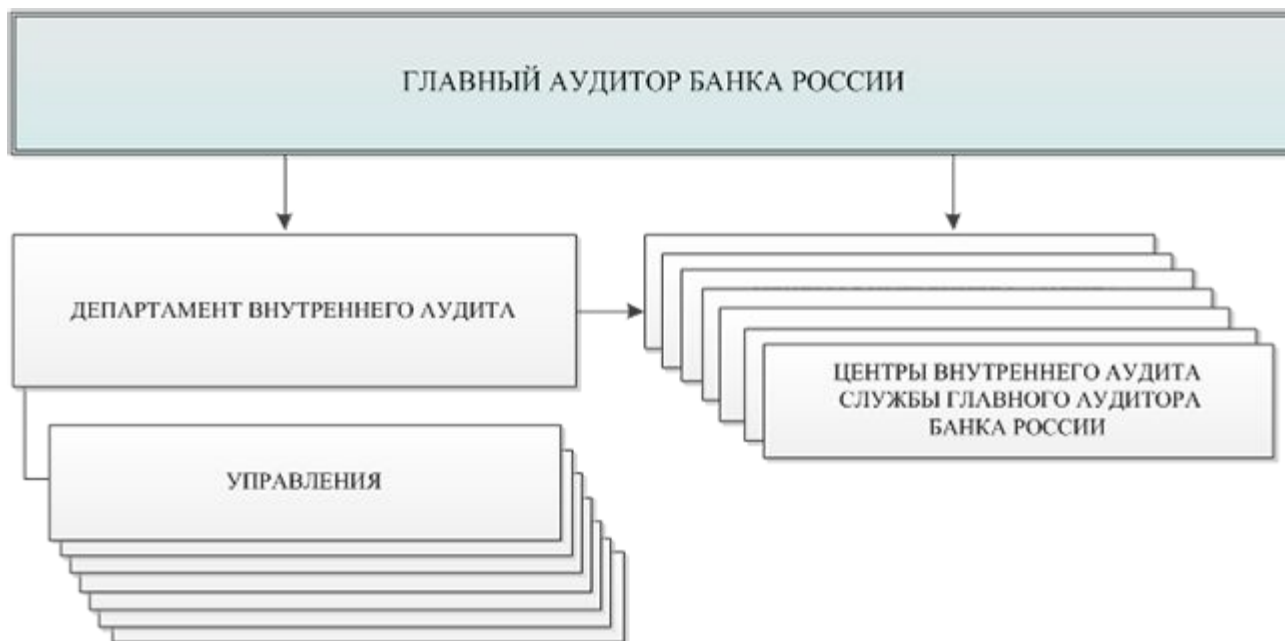 ГЛАВНЫЙ АУДИТОР БАНКА РОССИИ
ДЕПАРТАМЕНТ ВНУТРЕННЕГО АУДИТА
ЦЕНТРЫ ВНУТРЕННЕГО АУДИТА
СЛУЖБЫ ГЛАВНОГО АУДИТОРА
БАНКА РОССИИ
УПРАВЛЕНИЯ